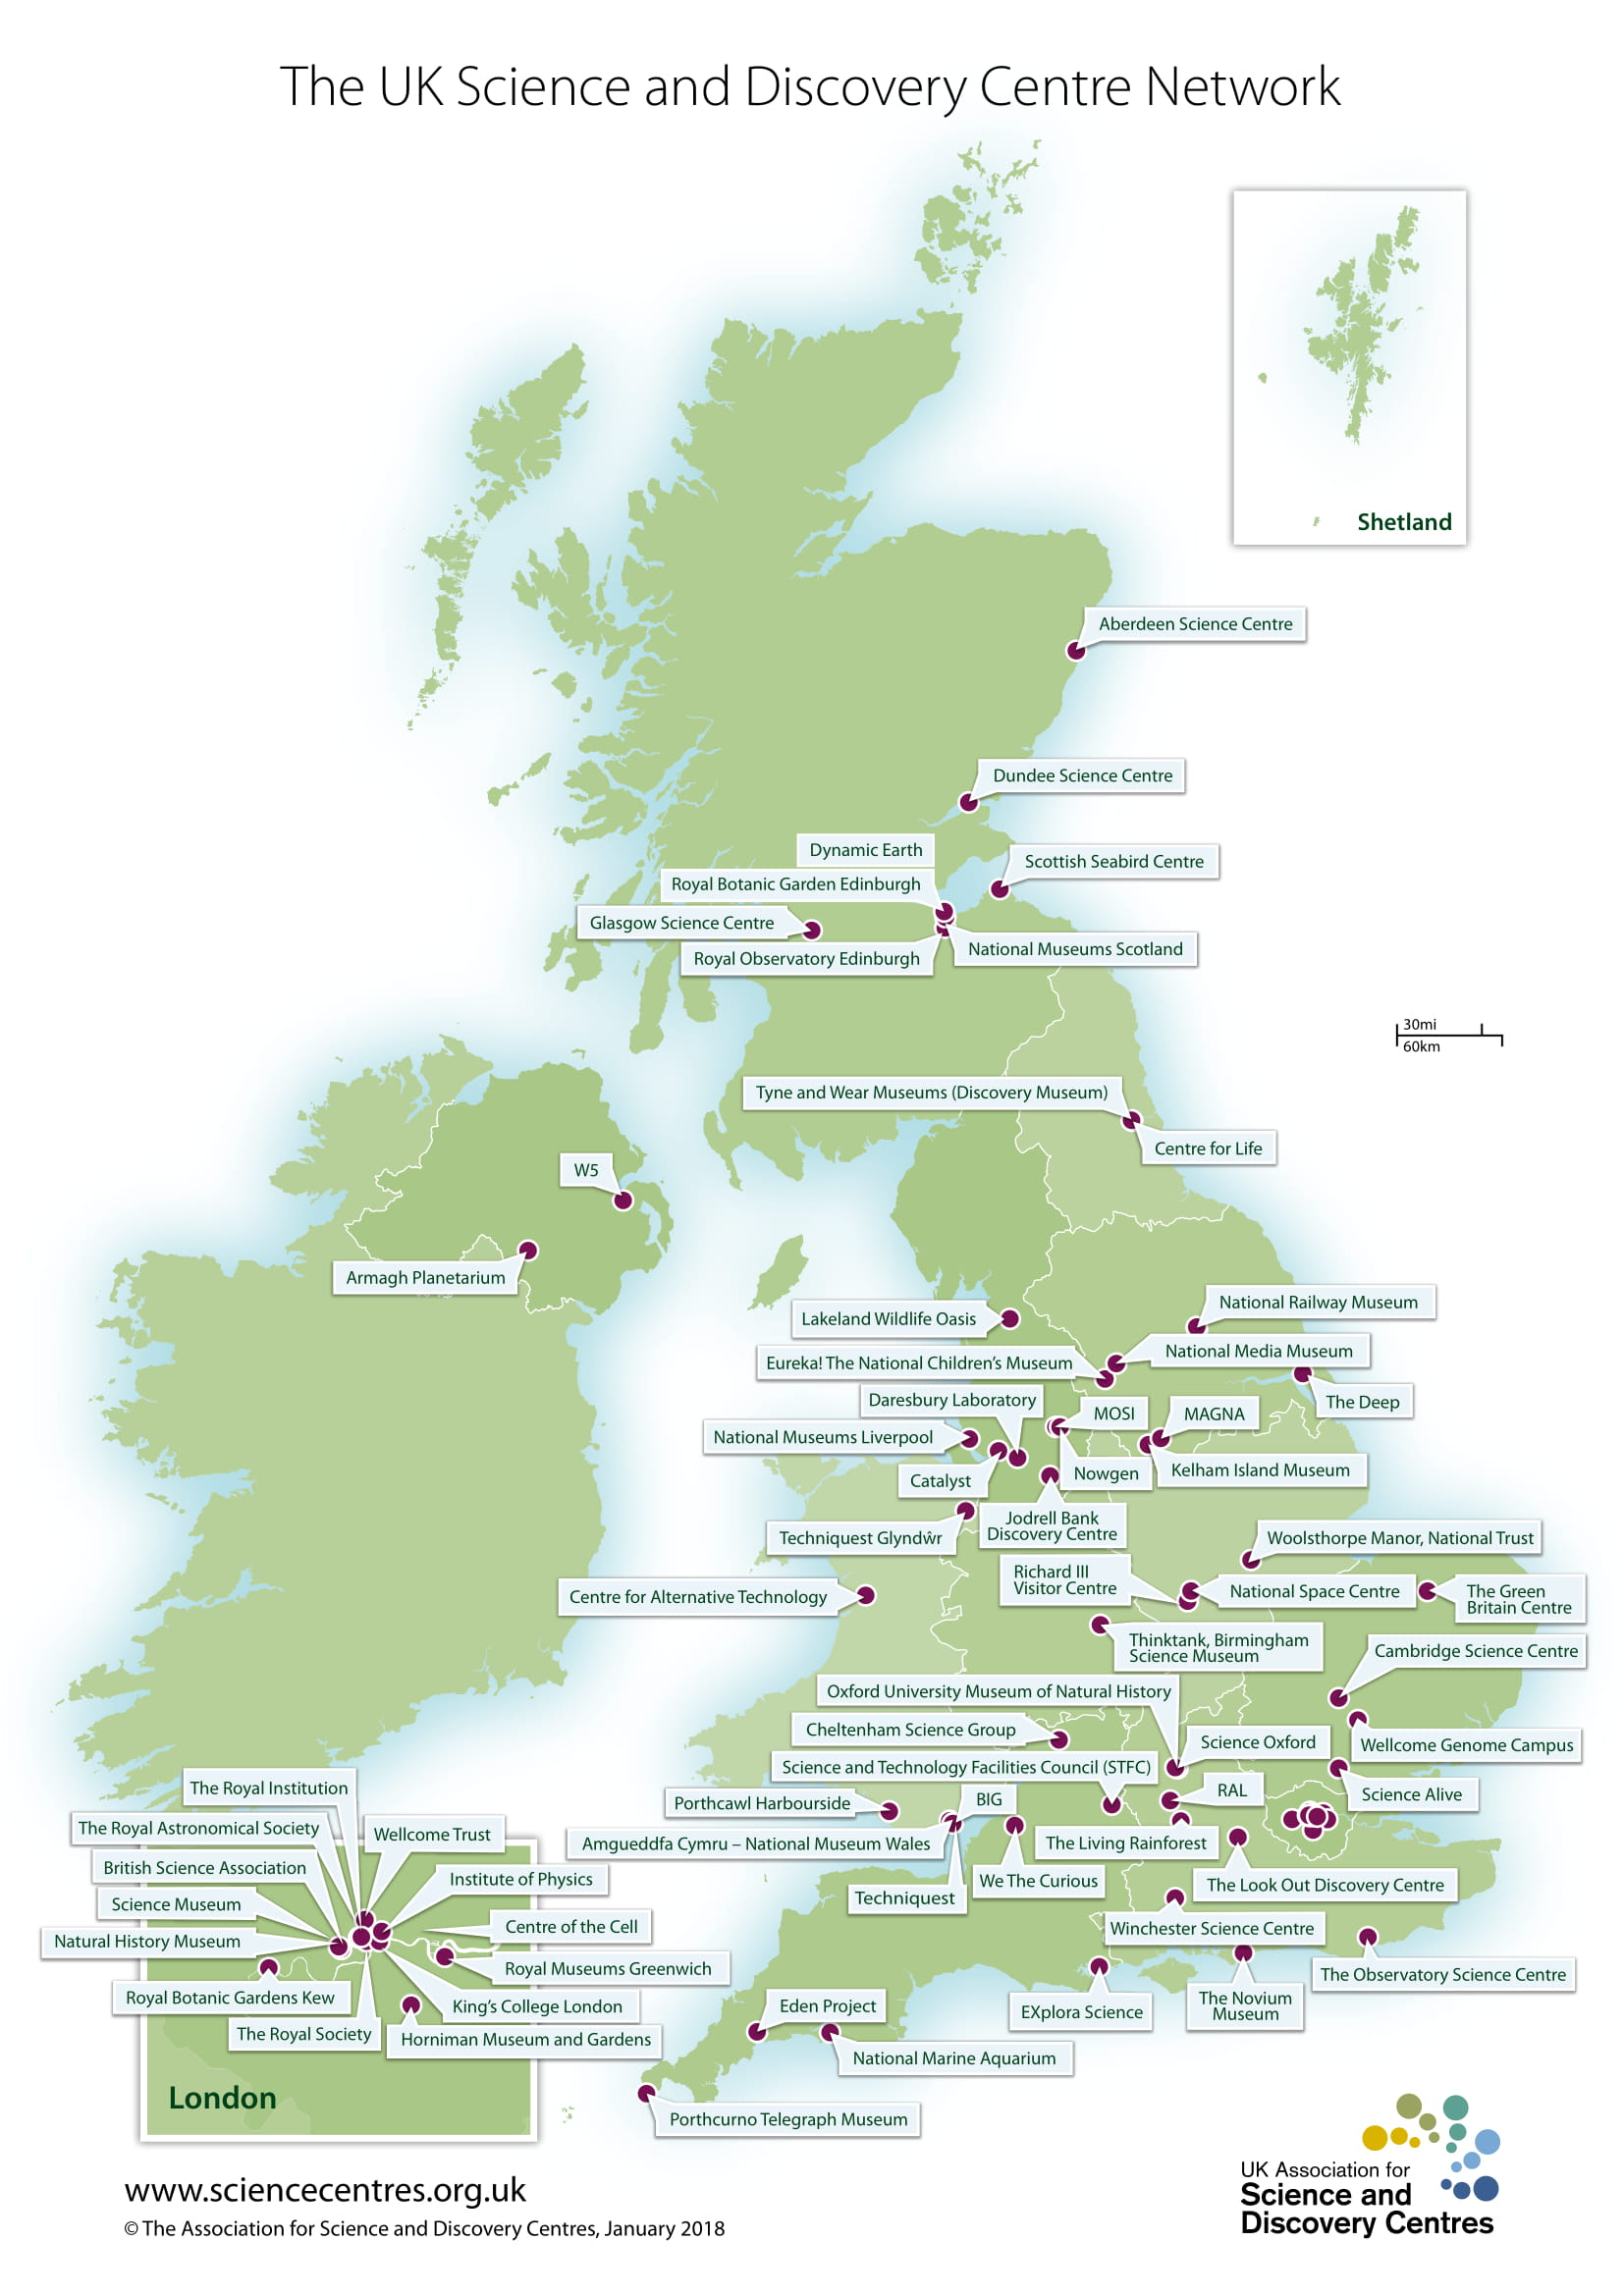 The UK Science and Discovery Centre Network
Shetland
Aberdeen Science Centre
Dundee Science Centre
Dynamic Earth
Scottish Seabird Centre
Royal Botanic Garden Edinburgh
Glasgow Science Centre
National Museums Scotland
Royal Observatory Edinburgh
30mi
60km
Tyne and Wear Museums (Discovery Museum)
Centre for Life
W5
Armagh Planetarium
National Railway Museum
Lakeland Wildlife Oasis
National Media Museum
Eureka! The National Children's Museum
Daresbury Laboratory
The Deep
MOSI
MAGNA
National Museums Liverpool
Kelham Island Museum
Nowgen
Catalyst
Jodrell Bank
Discovery Centre
Techniquest Glyndŵr
Woolsthorpe Manor, National Trust
Richard III
Visitor Centre
National Space Centre
The Green
Britain Centre
Centre for Alternative Technology
Thinktank, Birmingham
Science Museum
Cambridge Science Centre
Oxford University Museum of Natural History
Cheltenham Science Group
Science Oxford
Wellcome Genome Campus
Science and Technology Facilities Council (STFC)
RAL
Science Alive
Porthcawl Harbourside
BIG
Amgueddfa Cymru – National Museum Wales
The Living Rainforest
We The Curious
The Look Out Discovery Centre
Techniquest
Winchester Science Centre
The Observatory Science Centre
EXplora Science
The Novium
Museum
Eden Project
National Marine Aquarium
Porthcurno Telegraph Museum
The Royal Institution
The Royal Astronomical Society
Wellcome Trust
British Science Association
Institute of Physics
Science Museum
Centre of the Cell
Natural History Museum
Royal Museums Greenwich
Royal Botanic Gardens Kew
King's College London
The Royal Society
Horniman Museum and Gardens
London
www.sciencecentres.org.uk
© The Association for Science and Discovery Centres, January 2018
UK Association for
Science and
Discovery Centres